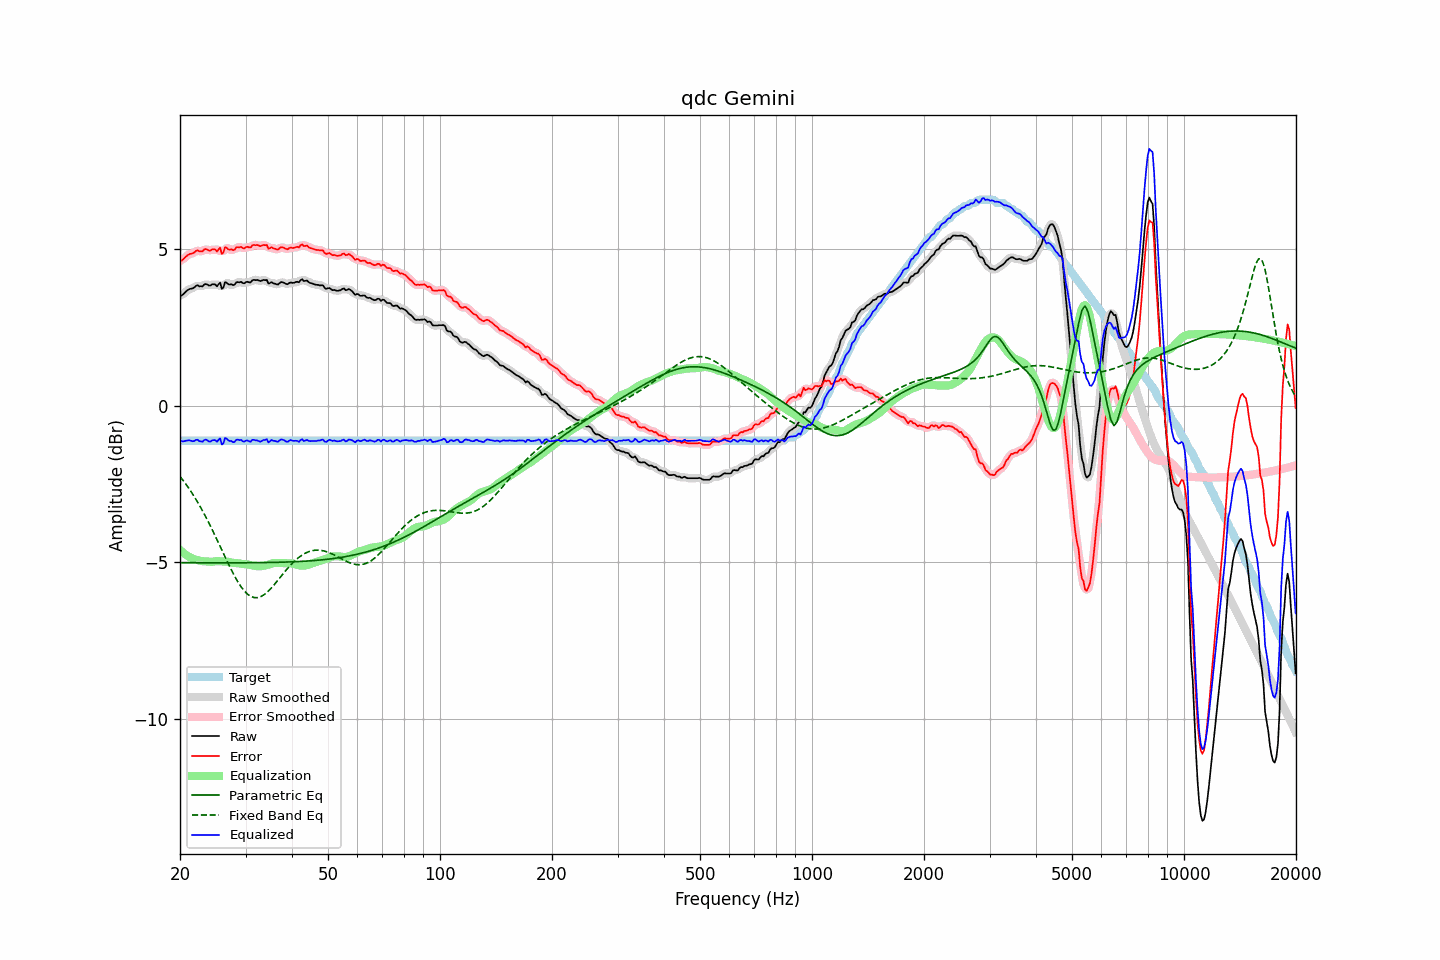 qdc Gemini
Amplitude (dBr)
5
0
−5
−10
Target
Raw Smoothed
Error Smoothed
Raw
Error
Equalization
Parametric Eq
Fixed Band Eq
Equalized
20 50 100 200 500 1000 2000 5000 10000 20000
Frequency (Hz)